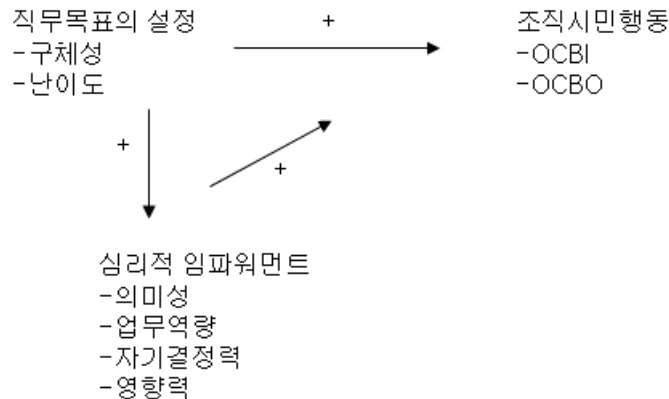 직무목표의 설정
-구체성
-난이도
+
조직시민행동
-OCBI
-OCBO
+
+
심리적 임파워먼트
-의미성
-업무역량
-자기결정력
-영향력